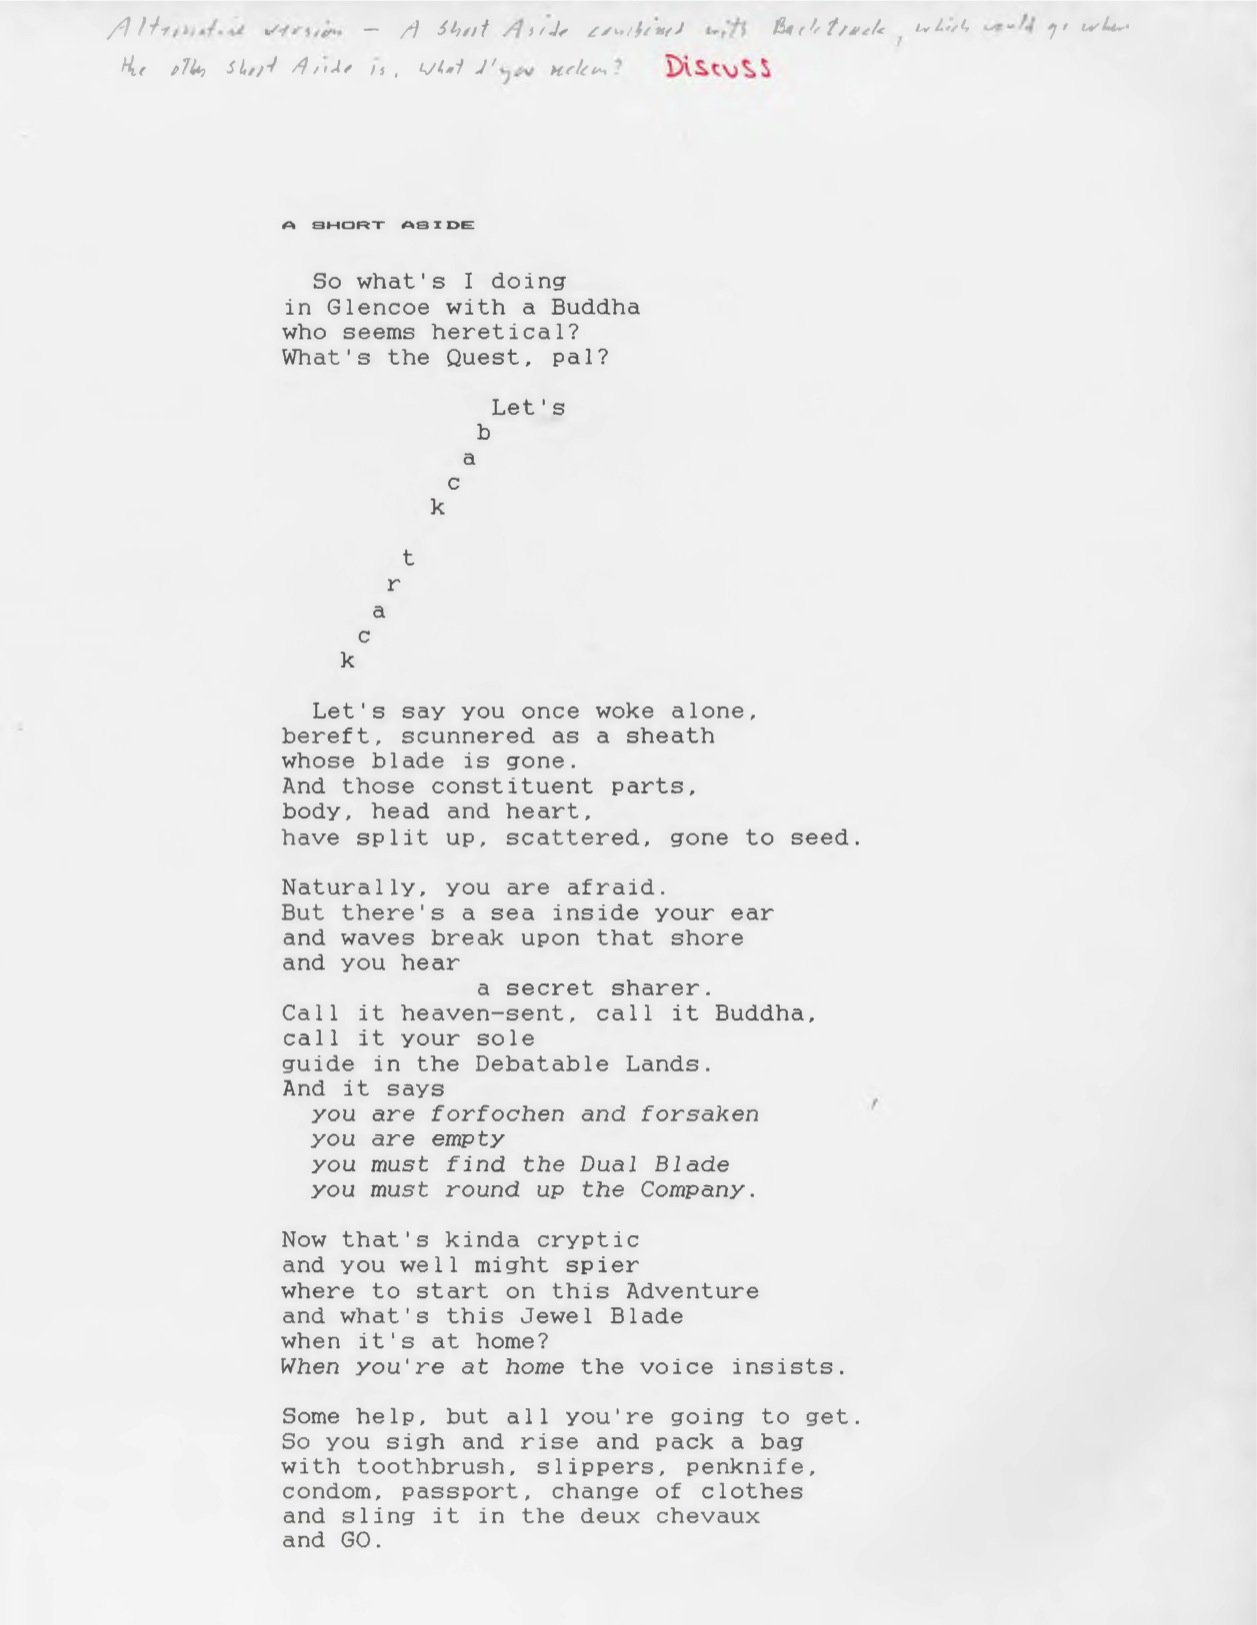 Alternative version – A Short Aside combined with Backtrack, which would go where
the other Short Aside is. What d'you reckon? Discuss
A SHORT ASIDE
So what's I doing
in Glencoe with a Buddha
who seems heretical?
What's the Quest, pal?
Let's
b
a
c
k
t
r
a
c
k
Let's say you once woke alone,
bereft, scunnered as a sheath
whose blade is gone.
And those constituent parts,
body, head and heart,
have split up, scattered, gone to seed.
Naturally, you are afraid.
But there's a sea inside your ear
and waves break upon that shore
and you hear
a secret sharer.
Call it heaven-sent, call it Buddha,
call it your sole
guide in the Debatable Lands.
And it says
you are forfochen and forsaken
you are empty
you must find the Dual Blade
you must round up the Company.
Now that's kinda cryptic
and you well might spier
where to start on this Adventure
and what's this Jewel Blade
when it's at home?
When you're at home the voice insists.
Some help, but all you're going to get.
So you sigh and rise and pack a bag
with toothbrush, slippers, penknife,
condom, passport, change of clothes
and sling it in the deux chevaux
and GO.